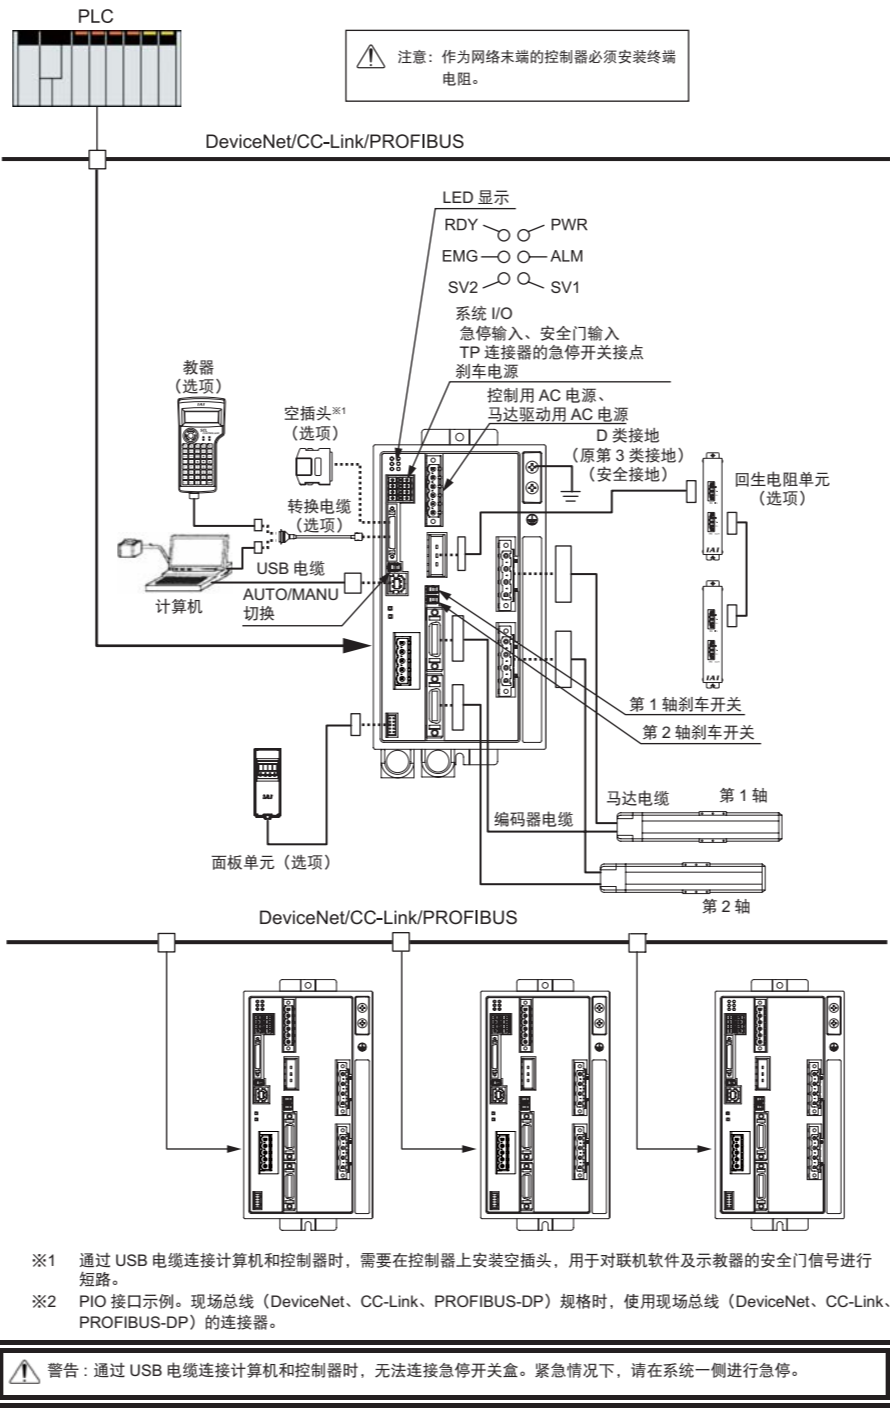 PLC
注意：作为网络末端的控制器必须安装终端
电阻。
DeviceNet/CC-Link/PROFIBUS
LED 显示
RDY
PWR
EMG
ALM
SV2
SV1
系统 I/O
急停输入、安全门输入
TP 连接器的急停开关接点
刹车电源
教器
（选项）
空插头※1
（选项）
控制用 AC 电源、
马达驱动用 AC 电源
D 类接地
（原第 3 类接地）
（安全接地）
回生电阻单元
（选项）
转换电缆
（选项）
USB 电缆
计算机
AUTO/MANU
切换
IAI
IAI
第 1 轴刹车开关
第 2 轴刹车开关
马达电缆
第 1 轴
编码器电缆
面板单元（选项）
第 2 轴
DeviceNet/CC-Link/PROFIBUS
※1 通过 USB 电缆连接计算机和控制器时，需要在控制器上安装空插头，用于对联机软件及示教器的安全门信号进行
短路。
※2 PIO 接口示例。现场总线（DeviceNet、CC-Link、PROFIBUS-DP）规格时，使用现场总线（DeviceNet、CC-Link、
PROFIBUS-DP）的连接器。
警告：通过 USB 电缆连接计算机和控制器时，无法连接急停开关盒。紧急情况下，请在系统一侧进行急停。